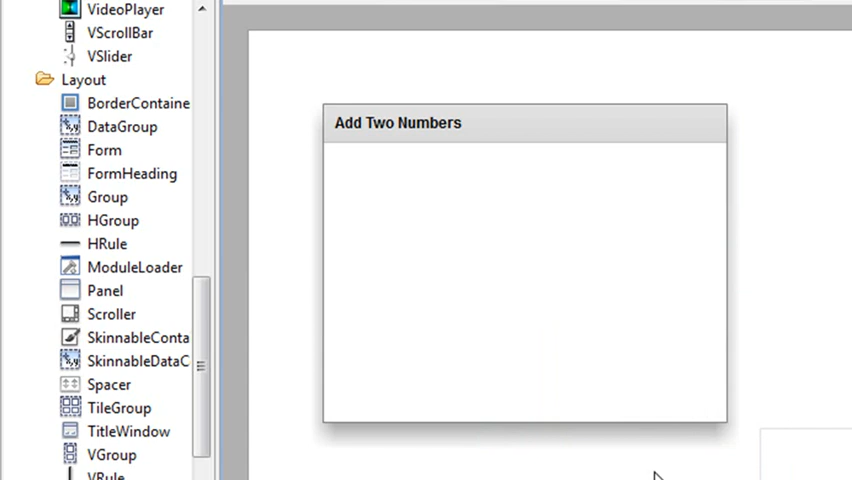 VideoPlayer
VScrollBar
VSlider
Layout
BorderContaine
DataGroup
Form
FormHeading
Group
HGroup
HRule
ModuleLoader
Panel
Scroller
SkinnableConta
SkinnableDataC
Spacer
TileGroup
TitleWindow
VGroup
VRule
Add Two Numbers